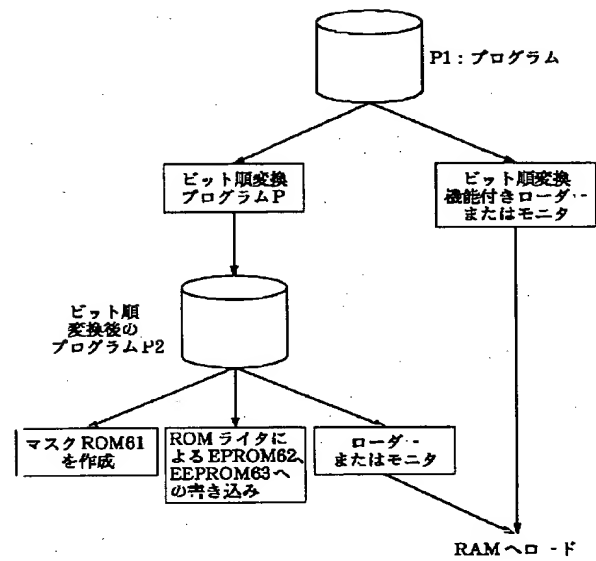 P1：プログラム
ビット順変換
プログラムP
ビット順変換
機能付きローダー
またはモニタ
ビット順
変換後の
プログラムP2
マスクROM61
を作成
ROMライタに
よるEPROM62、
EEPROM63へ
の書き込み
ローダー
またはモニタ
RAMへロード